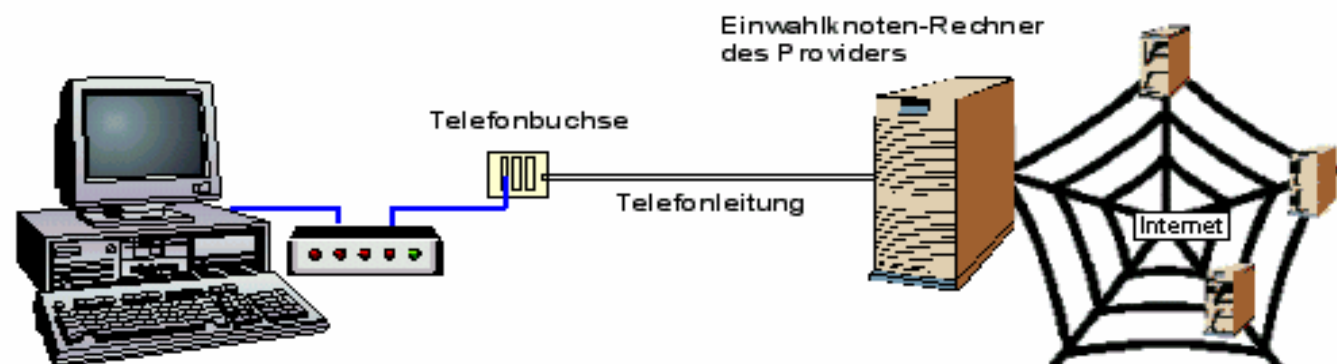 Einwahlknoten-Rechner
des Providers
Telefonbuchse
Telefonleitung
Internet